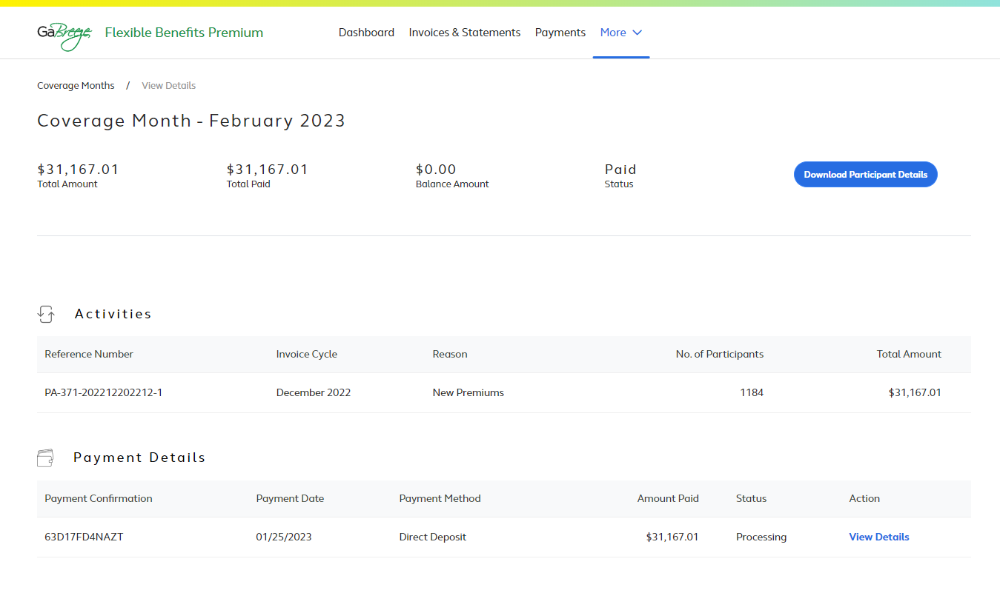 GaBreeze Flexible Benefits Premium Dashboard Invoices & Statements Payments More
Coverage Months / View Details
Coverage Month - February 2023
$31,167.01 $31,167.01 $0.00 Paid Download Participant Details
Total Amount Total Paid Balance Amount Status
Activities
Reference Number Invoice Cycle Reason No. of Participants Total Amount
PA-371-202212202212-1 December 2022 New Premiums 1184 $31,167.01
Payment Details
Payment Confirmation Payment Date Payment Method Amount Paid Status Action
63D17FD4NAZT 01/25/2023 Direct Deposit $31,167.01 Processing View Details